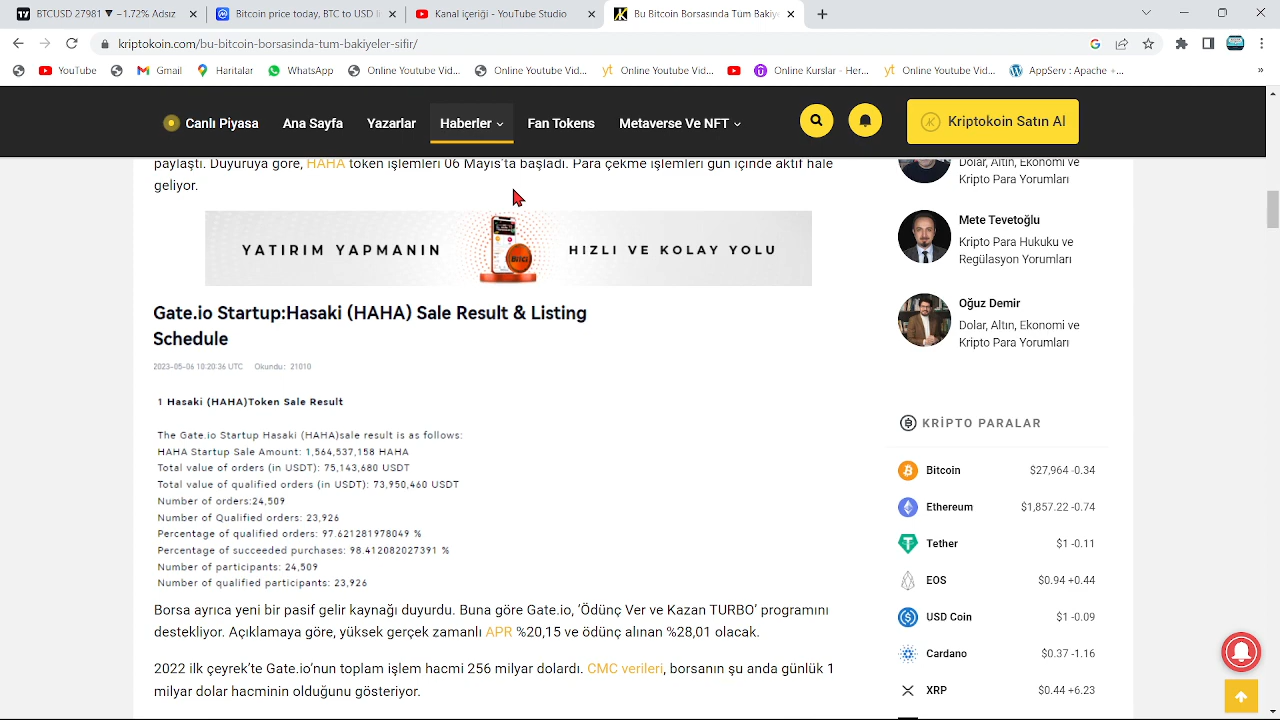 BTCUSD 27981 ▼ −1.72% Adsız
Bitcoin price today, BTC to USD li
Kanal içeriği - YouTube Studio
Bu Bitcoin Borsasında Tüm Bakiye
kriptokoin.com/bu-bitcoin-borsasinda-tum-bakiyeler-sifir/
YouTube
Gmail
Haritalar
WhatsApp
Online Youtube Vid...
Online Youtube Vid...
Online Youtube Vid...
Online Kurslar - Her...
Online Youtube Vid...
AppServ : Apache +...
»
Canlı Piyasa
Ana Sayfa
Yazarlar
Haberler
Fan Tokens
Metaverse Ve NFT
Kriptokoin Satın Al
paylaştı. Duyuruya göre, HAHA token işlemleri 06 Mayıs'ta başladı. Para çekme işlemleri gün içinde aktif hale
geliyor.
YATIRIM YAPMANIN
BITCI
HIZLI VE KOLAY YOLU
Gate.io Startup:Hasaki (HAHA) Sale Result & Listing
Schedule
2023-05-06 10:20:36 UTC Okundu: 21010
1 Hasaki (HAHA)Token Sale Result
The Gate.io Startup Hasaki (HAHA)sale result is as follows:
HAHA Startup Sale Amount: 1,564,537,158 HAHA
Total value of orders (in USDT): 75,143,680 USDT
Total value of qualified orders (in USDT): 73,950,460 USDT
Number of orders:24,509
Number of Qualified orders: 23,926
Percentage of qualified orders: 97.621281978049 %
Percentage of succeeded purchases: 98.412082027391 %
Number of participants: 24,509
Number of qualified participants: 23,926
Borsa ayrıca yeni bir pasif gelir kaynağı duyurdu. Buna göre Gate.io, ‘Ödünç Ver ve Kazan TURBO’ programını
destekliyor. Açıklamaya göre, yüksek gerçek zamanlı APR %20,15 ve ödünç alınan %28,01 olacak.
2022 ilk çeyrek’te Gate.io’nun toplam işlem hacmi 256 milyar dolardı. CMC verileri, borsanın şu anda günlük 1
milyar dolar hacminin olduğunu gösteriyor.
Dolar, Altın, Ekonomi ve
Kripto Para Yorumları
Mete Tevetoğlu
Kripto Para Hukuku ve
Regülasyon Yorumları
Oğuz Demir
Dolar, Altın, Ekonomi ve
Kripto Para Yorumları
KRİPTO PARALAR
Bitcoin $27,964 -0.34
Ethereum $1,857.22 -0.74
Tether $1 -0.11
EOS $0.94 +0.44
USD Coin $1 -0.09
Cardano $0.37 -1.16
XRP $0.44 +6.23